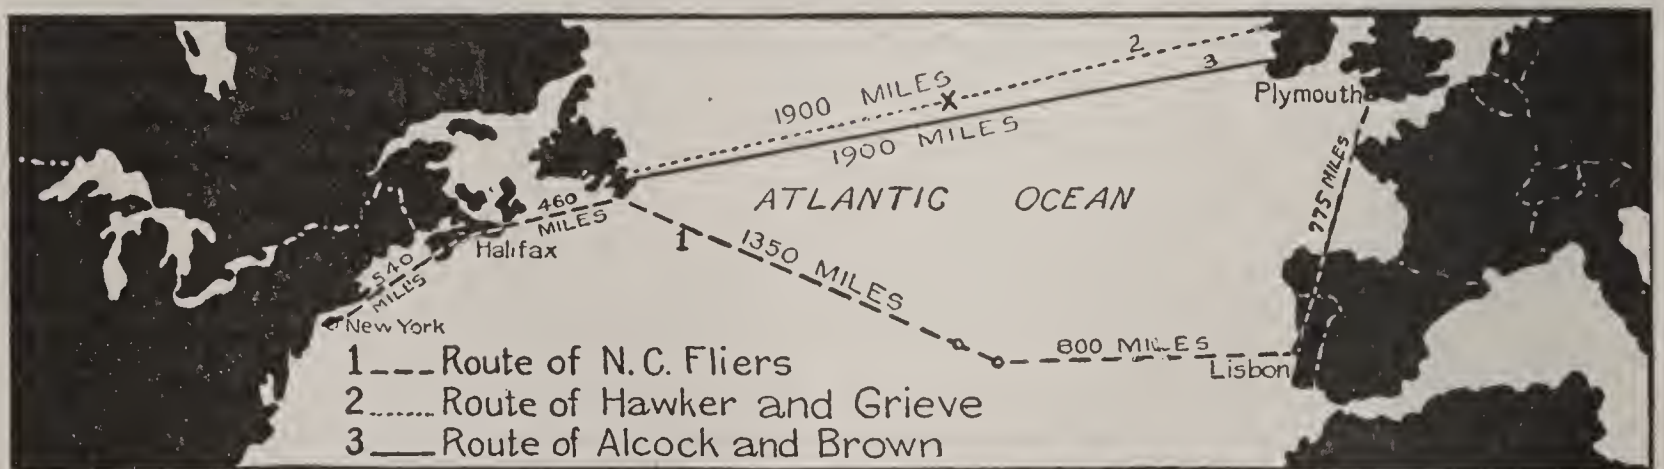 2
3
1900 MILES
X
1900 MILES
Plymouth
775 MILES
ATLANTIC OCEAN
460
MILES
Halifax
1
1350 MILES
540
MILES
New York
800 MILES
Lisbon
1 Route of N.C. Fliers
2 Route of Hawker and Grieve
3 Route of Alcock and Brown